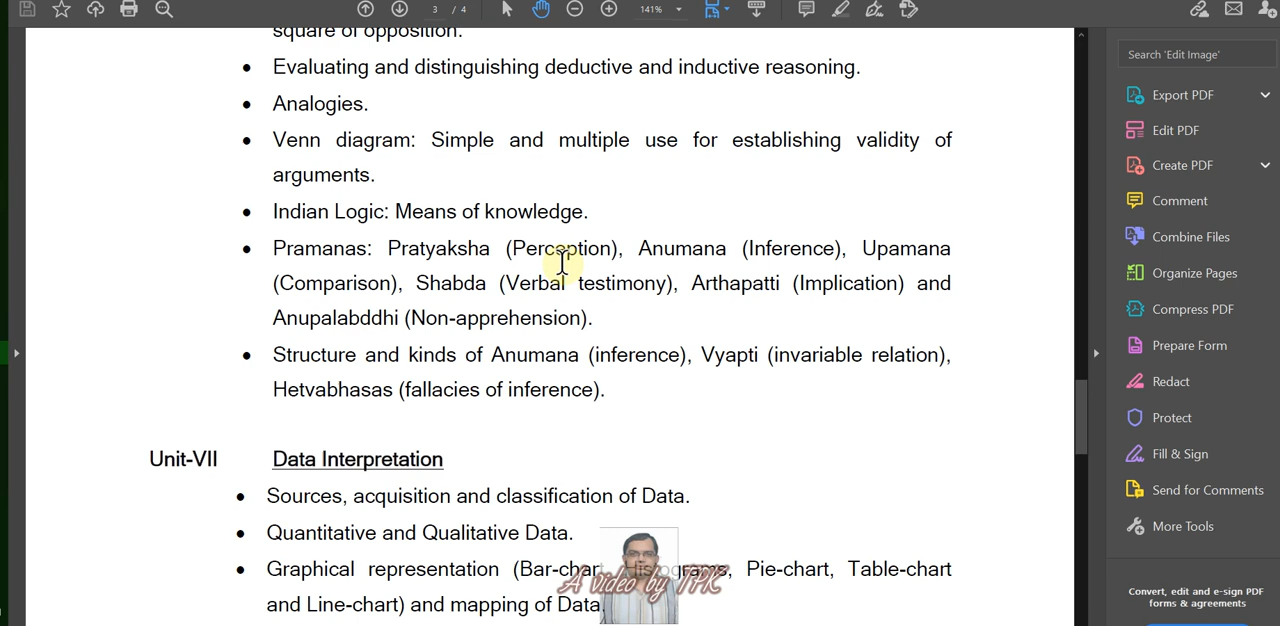 3 / 4
141%
square of opposition.
• Evaluating and distinguishing deductive and inductive reasoning.
• Analogies.
• Venn diagram: Simple and multiple use for establishing validity of
arguments.
• Indian Logic: Means of knowledge.
• Pramanas: Pratyaksha (Perception), Anumana (Inference), Upamana
(Comparison), Shabda (Verbal testimony), Arthapatti (Implication) and
Anupalabddhi (Non-apprehension).
• Structure and kinds of Anumana (inference), Vyapti (invariable relation),
Hetvabhasas (fallacies of inference).
Unit-VII Data Interpretation
• Sources, acquisition and classification of Data.
• Quantitative and Qualitative Data.
• Graphical representation (Bar-chart, Histograms, Pie-chart, Table-chart
and Line-chart) and mapping of Data.
A video by TPK
Search 'Edit Image'
Export PDF
Edit PDF
Create PDF
Comment
Combine Files
Organize Pages
Compress PDF
Prepare Form
Redact
Protect
Fill & Sign
Send for Comments
More Tools
Convert, edit and e-sign PDF
forms & agreements